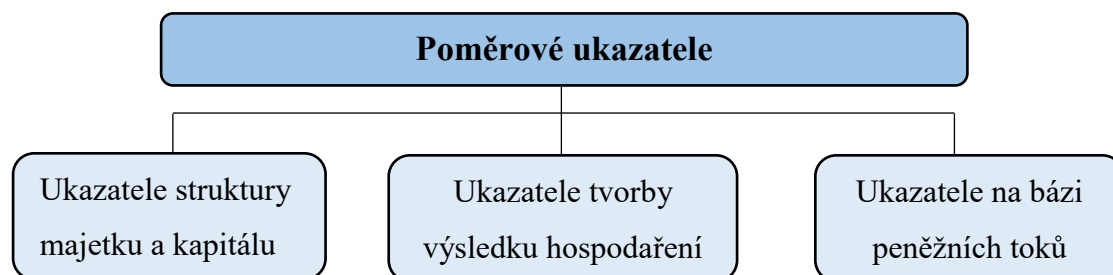 Poměrové ukazatele
Ukazatele struktury
majetku a kapitálu
Ukazatele tvorby
výsledku hospodaření
Ukazatele na bázi
peněžních toků